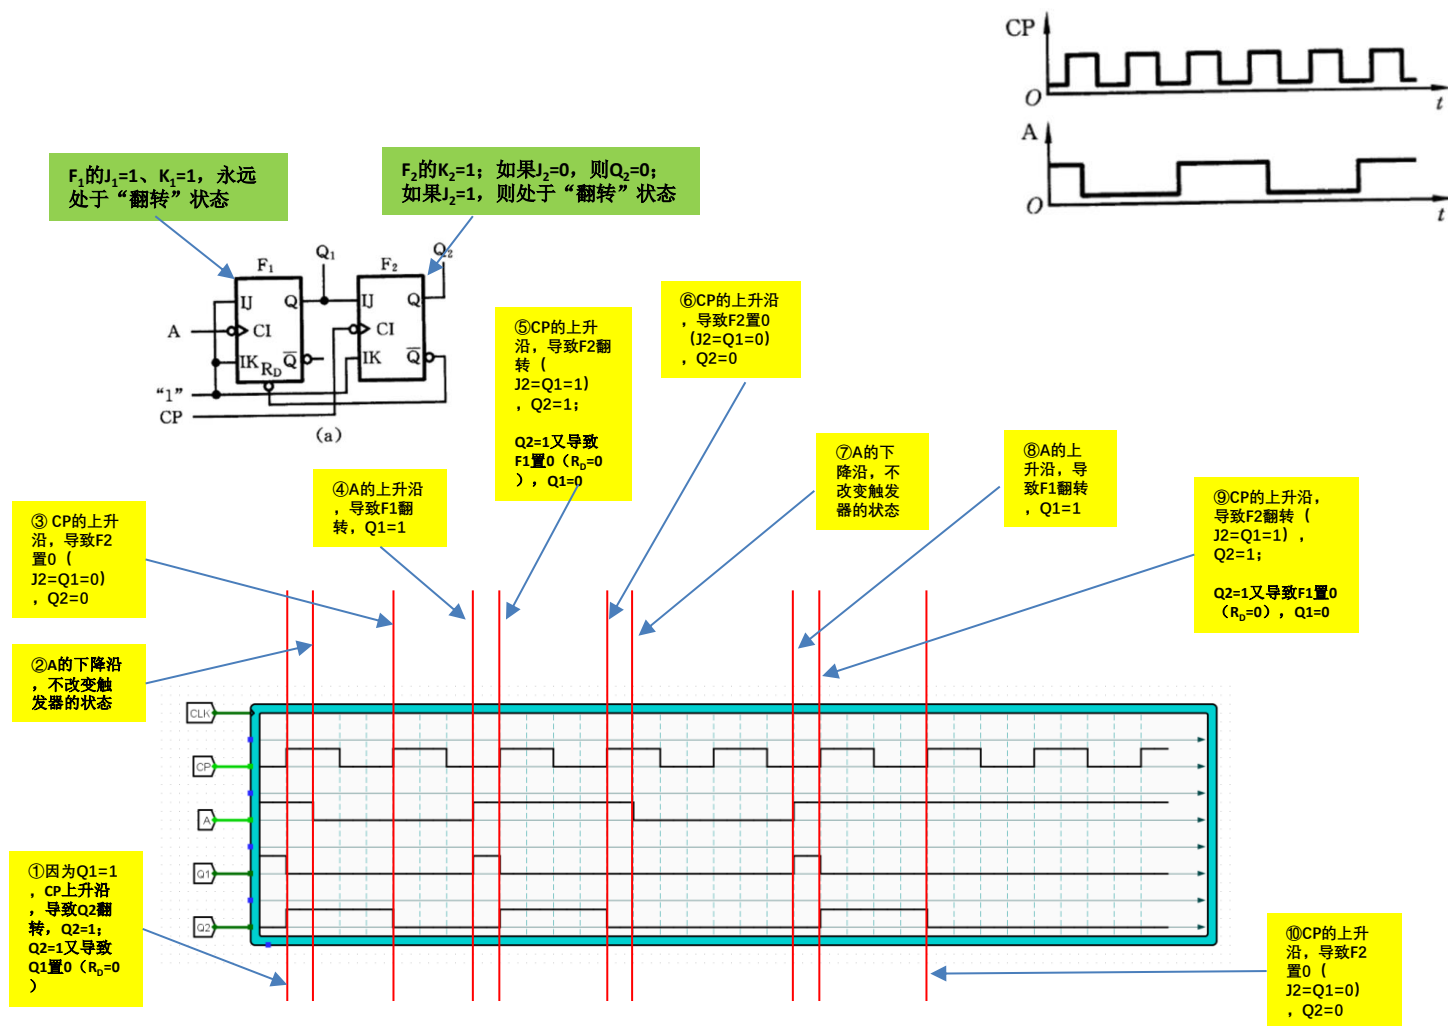 CP
O
t
A
O
t
F₁的J₁=1、K₁=1，永远
处于“翻转”状态
F₂的K₂=1；如果J₂=0，则Q₂=0；
如果J₂=1，则处于“翻转”状态
Q₁
Q₂
F₁
F₂
IJ
Q
IJ
Q
A
CI
CI
IK
R_D
Q̅
IK
Q̅
“1”
CP
(a)
⑤CP的上升
沿，导致F2翻
转（
J2=Q1=1）
，Q2=1；
Q2=1又导致
F1置0（R_D=0
），Q1=0
⑥CP的上升沿
，导致F2置0
（J2=Q1=0）
，Q2=0
④A的上升沿
，导致F1翻
转，Q1=1
⑦A的下
降沿，不
改变触发
器的状态
⑧A的上
升沿，导
致F1翻转
，Q1=1
⑨CP的上升沿，
导致F2翻转（
J2=Q1=1），
Q2=1；
Q2=1又导致F1置0
（R_D=0），Q1=0
③ CP的上升
沿，导致F2
置0（
J2=Q1=0）
，Q2=0
②A的下降沿
，不改变触
发器的状态
CLK
CP
A
Q1
Q2
①因为Q1=1
，CP上升沿
，导致Q2翻
转，Q2=1；
Q2=1又导致
Q1置0（R_D=0
）
⑩CP的上升
沿，导致F2
置0（
J2=Q1=0）
，Q2=0